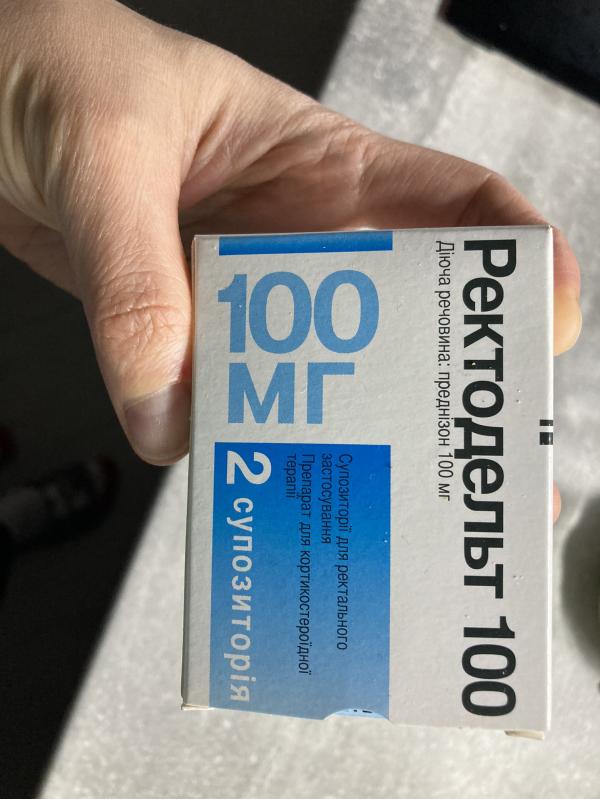 Ректодельт 100
Діюча речовина: преднізон 100 мг
100
мг
Супозиторії для ректального
застосування
Препарат для кортикостероїдної
терапії
2 супозиторія